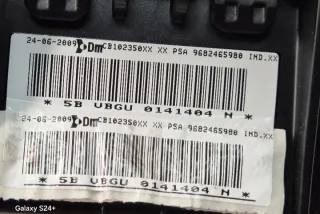 24-06-2009 Dm CB102350XX XX PSA 9682465980 IND.XX
* 5B VBGU 0141404 N *
24-06-2009 Dm CB102350XX XX PSA 9682465980 IND.XX
* 5B VBGU 0141404 N *
Galaxy S24+